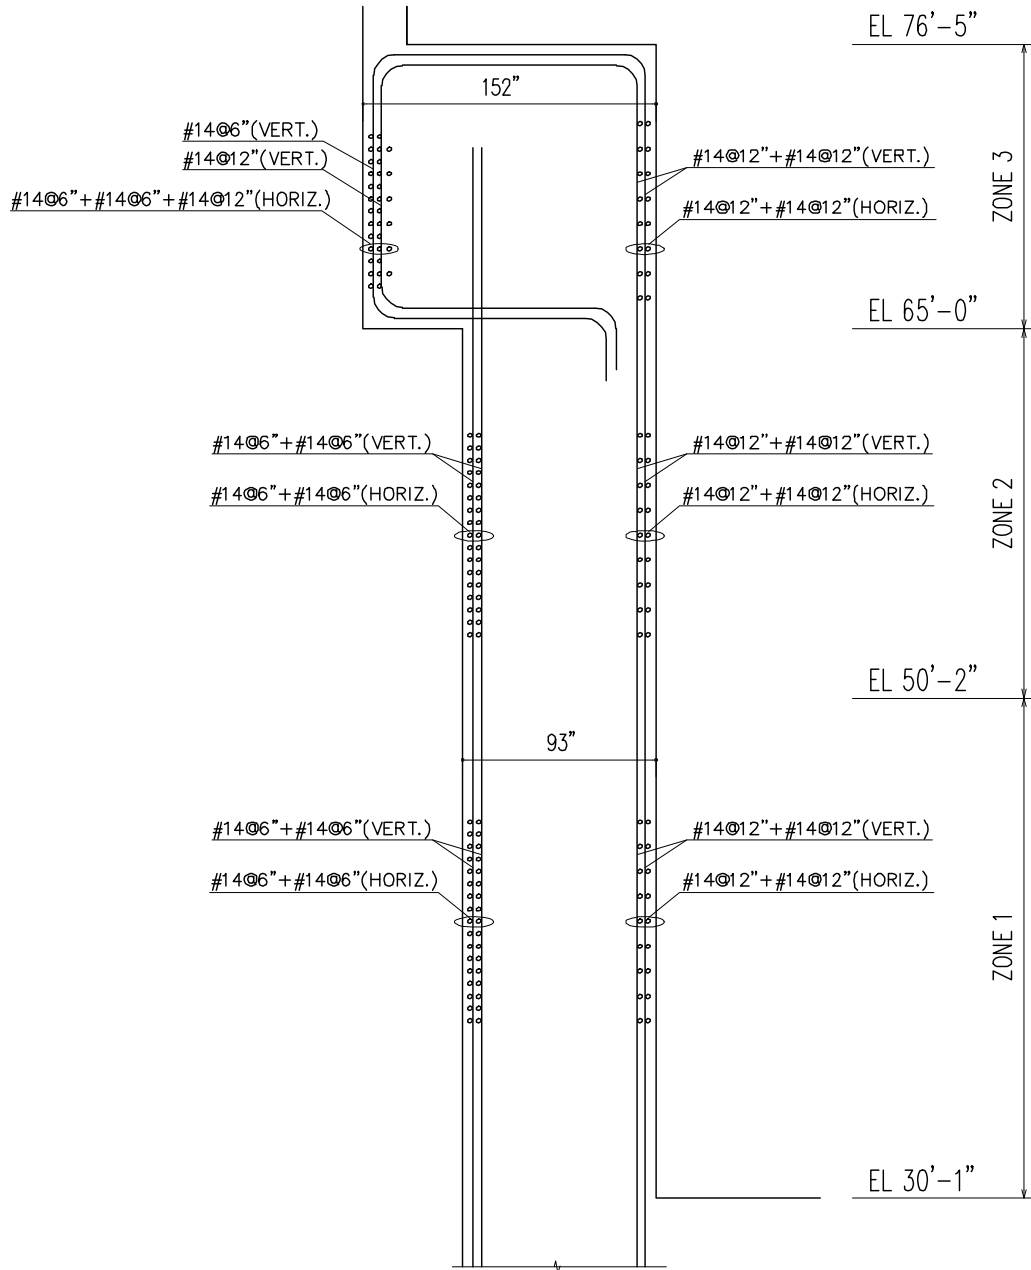 EL 76'-5"
152"
#14@6"(VERT.)
#14@12"(VERT.)
#14@6"+#14@6"+#14@12"(HORIZ.)
#14@12"+#14@12"(VERT.)
#14@12"+#14@12"(HORIZ.)
ZONE 3
EL 65'-0"
#14@6"+#14@6"(VERT.)
#14@6"+#14@6"(HORIZ.)
#14@12"+#14@12"(VERT.)
#14@12"+#14@12"(HORIZ.)
ZONE 2
EL 50'-2"
93"
#14@6"+#14@6"(VERT.)
#14@6"+#14@6"(HORIZ.)
#14@12"+#14@12"(VERT.)
#14@12"+#14@12"(HORIZ.)
ZONE 1
EL 30'-1"